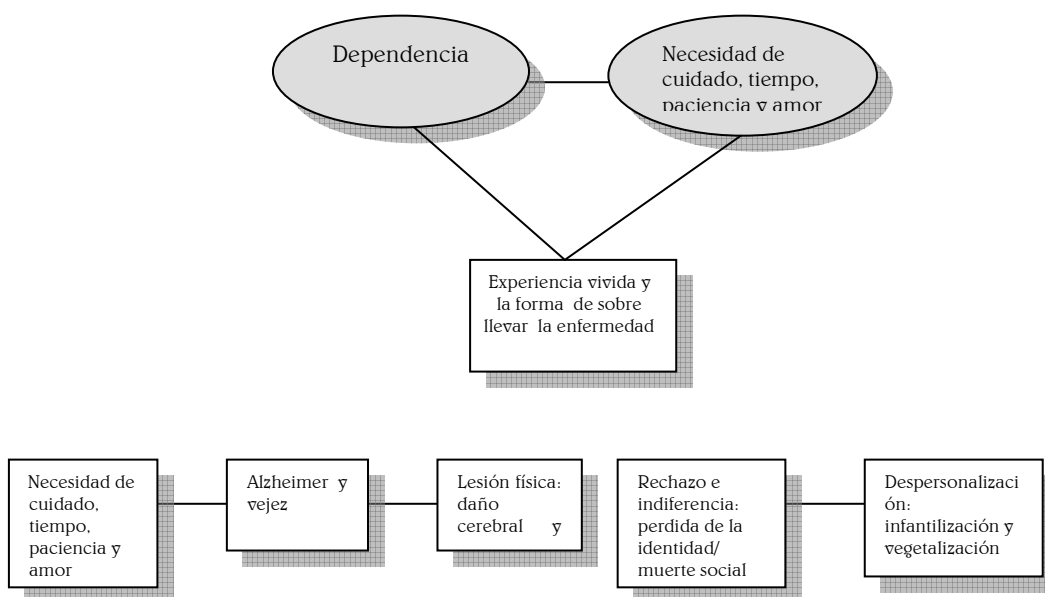 Dependencia
Necesidad de
cuidado, tiempo,
paciencia y amor
Experiencia vivida y
la forma de sobre
llevar la enfermedad
Necesidad de
cuidado,
tiempo,
paciencia y
amor
Alzheimer y
vejez
Lesión física:
daño
cerebral y
Rechazo e
indiferencia:
perdida de la
identidad/
muerte social
Despersonalizaci
ón:
infantilización y
vegetalización